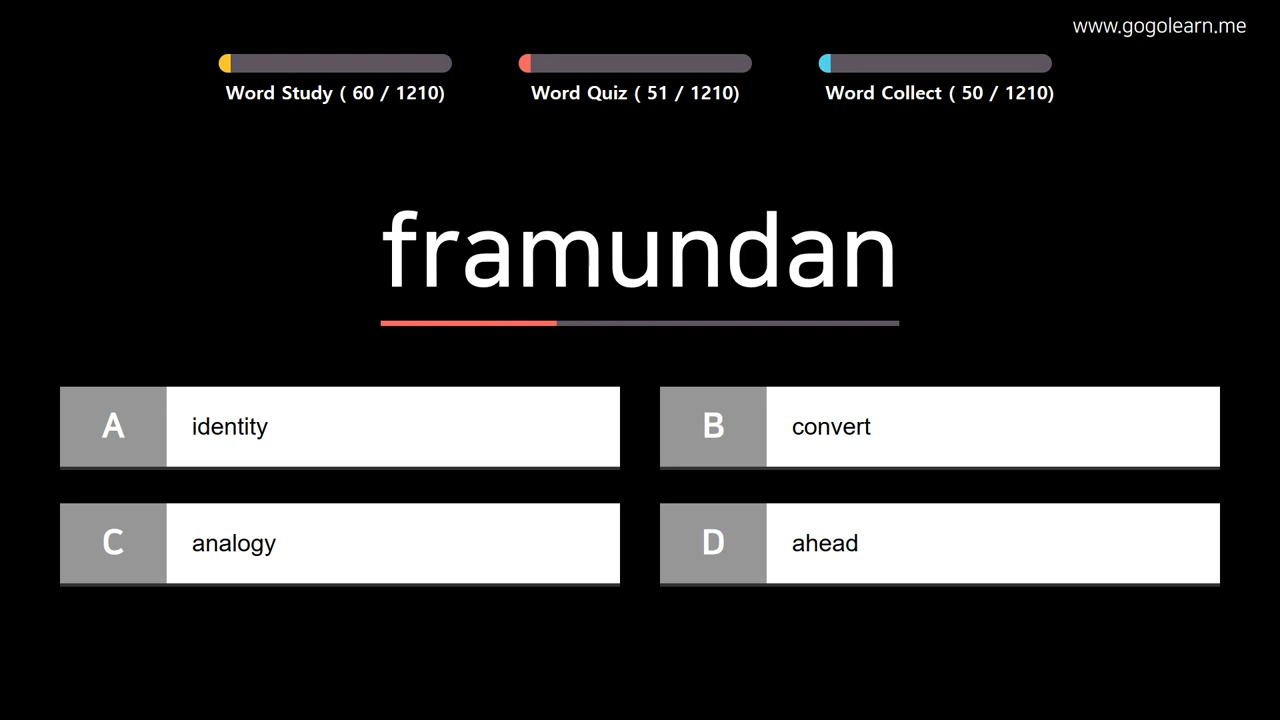 www.gogolearn.me
Word Study ( 60 / 1210)
Word Quiz ( 51 / 1210)
Word Collect ( 50 / 1210)
framundan
A identity
B convert
C analogy
D ahead